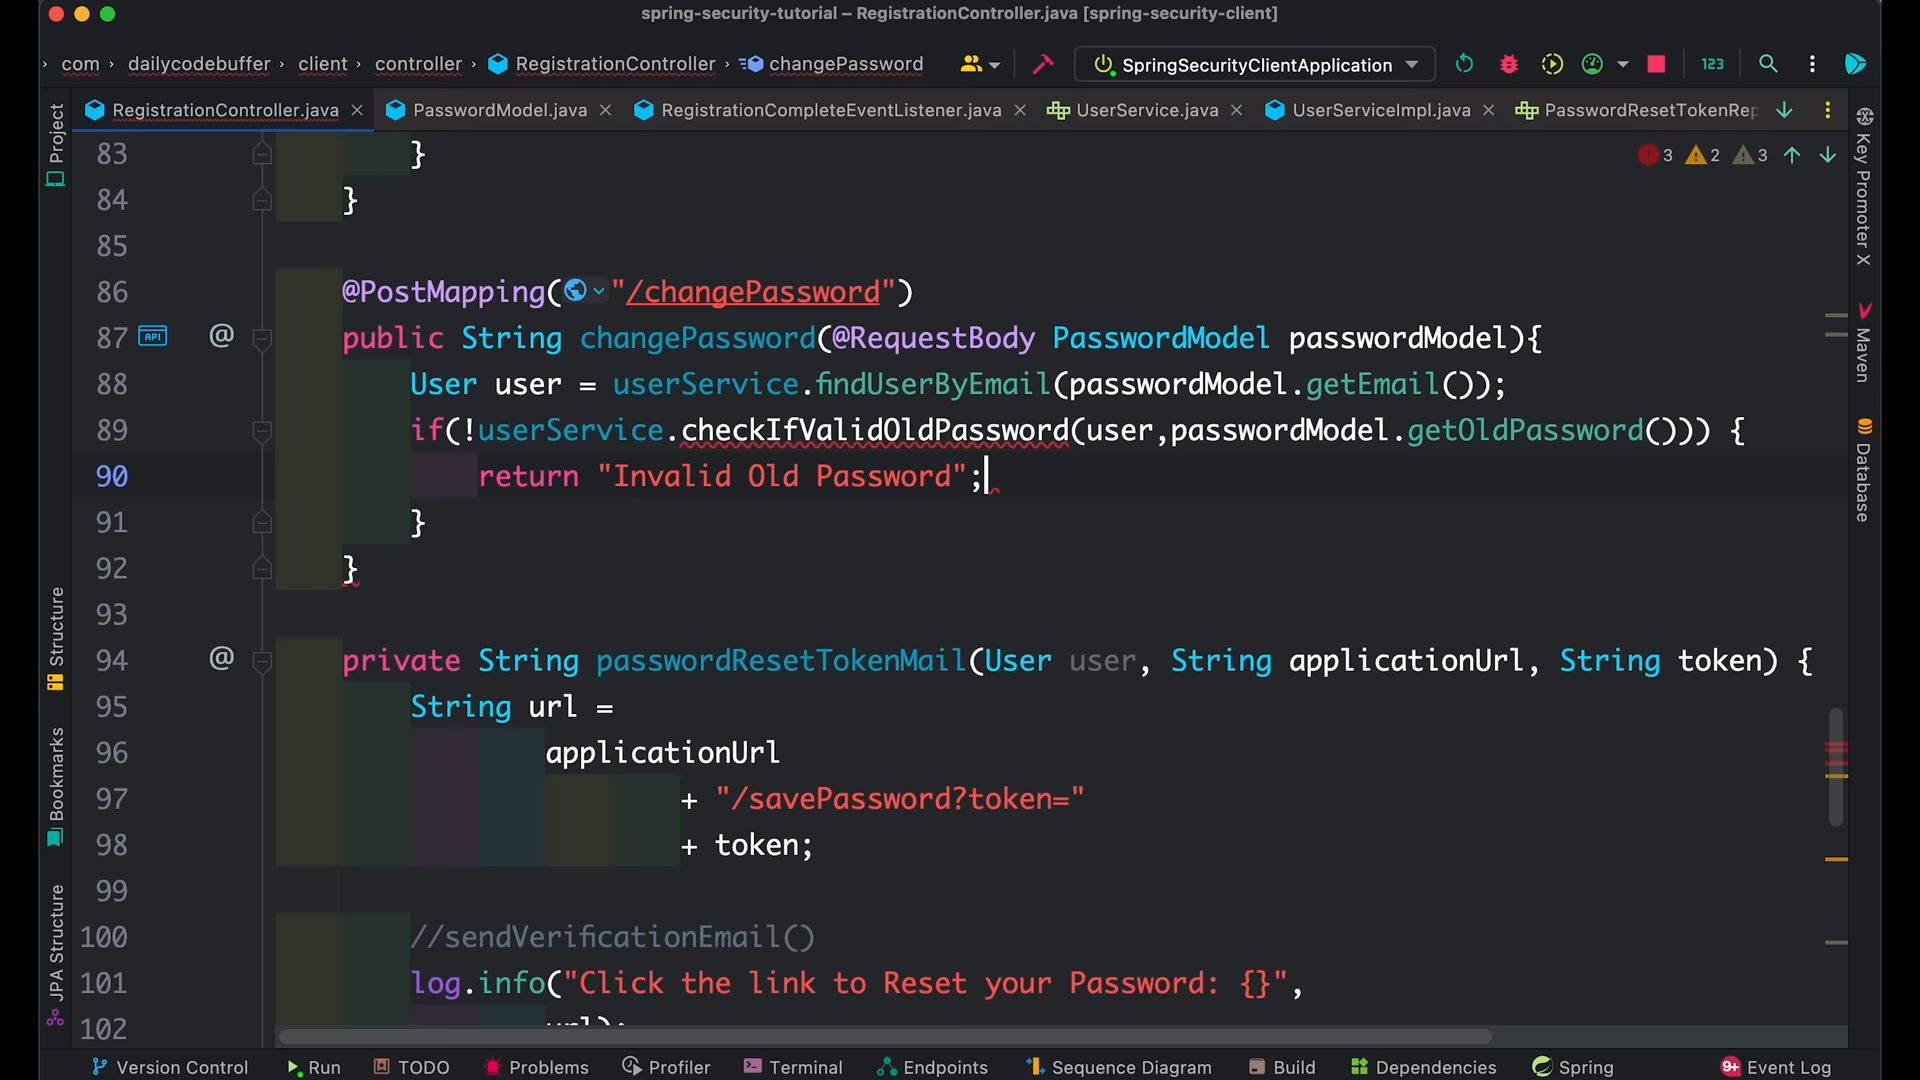 spring-security-tutorial – RegistrationController.java [spring-security-client]
com › dailycodebuffer › client › controller › RegistrationController › changePassword
SpringSecurityClientApplication
123
RegistrationController.java
PasswordModel.java
RegistrationCompleteEventListener.java
UserService.java
UserServiceImpl.java
PasswordResetTokenRep
3 2 3
Project
Structure
Bookmarks
JPA Structure
Key Promoter X
Maven
Database
83 }
84 }
85
86 @PostMapping("/changePassword")
87 API @ public String changePassword(@RequestBody PasswordModel passwordModel){
88 User user = userService.findUserByEmail(passwordModel.getEmail());
89 if(!userService.checkIfValidOldPassword(user,passwordModel.getOldPassword())) {
90 return "Invalid Old Password";
91 }
92 }
93
94 @ private String passwordResetTokenMail(User user, String applicationUrl, String token) {
95 String url =
96 applicationUrl
97 + "/savePassword?token="
98 + token;
99
100 //sendVerificationEmail()
101 log.info("Click the link to Reset your Password: {}",
102 url);
Version Control
Run
TODO
Problems
Profiler
Terminal
Endpoints
Sequence Diagram
Build
Dependencies
Spring
9+ Event Log